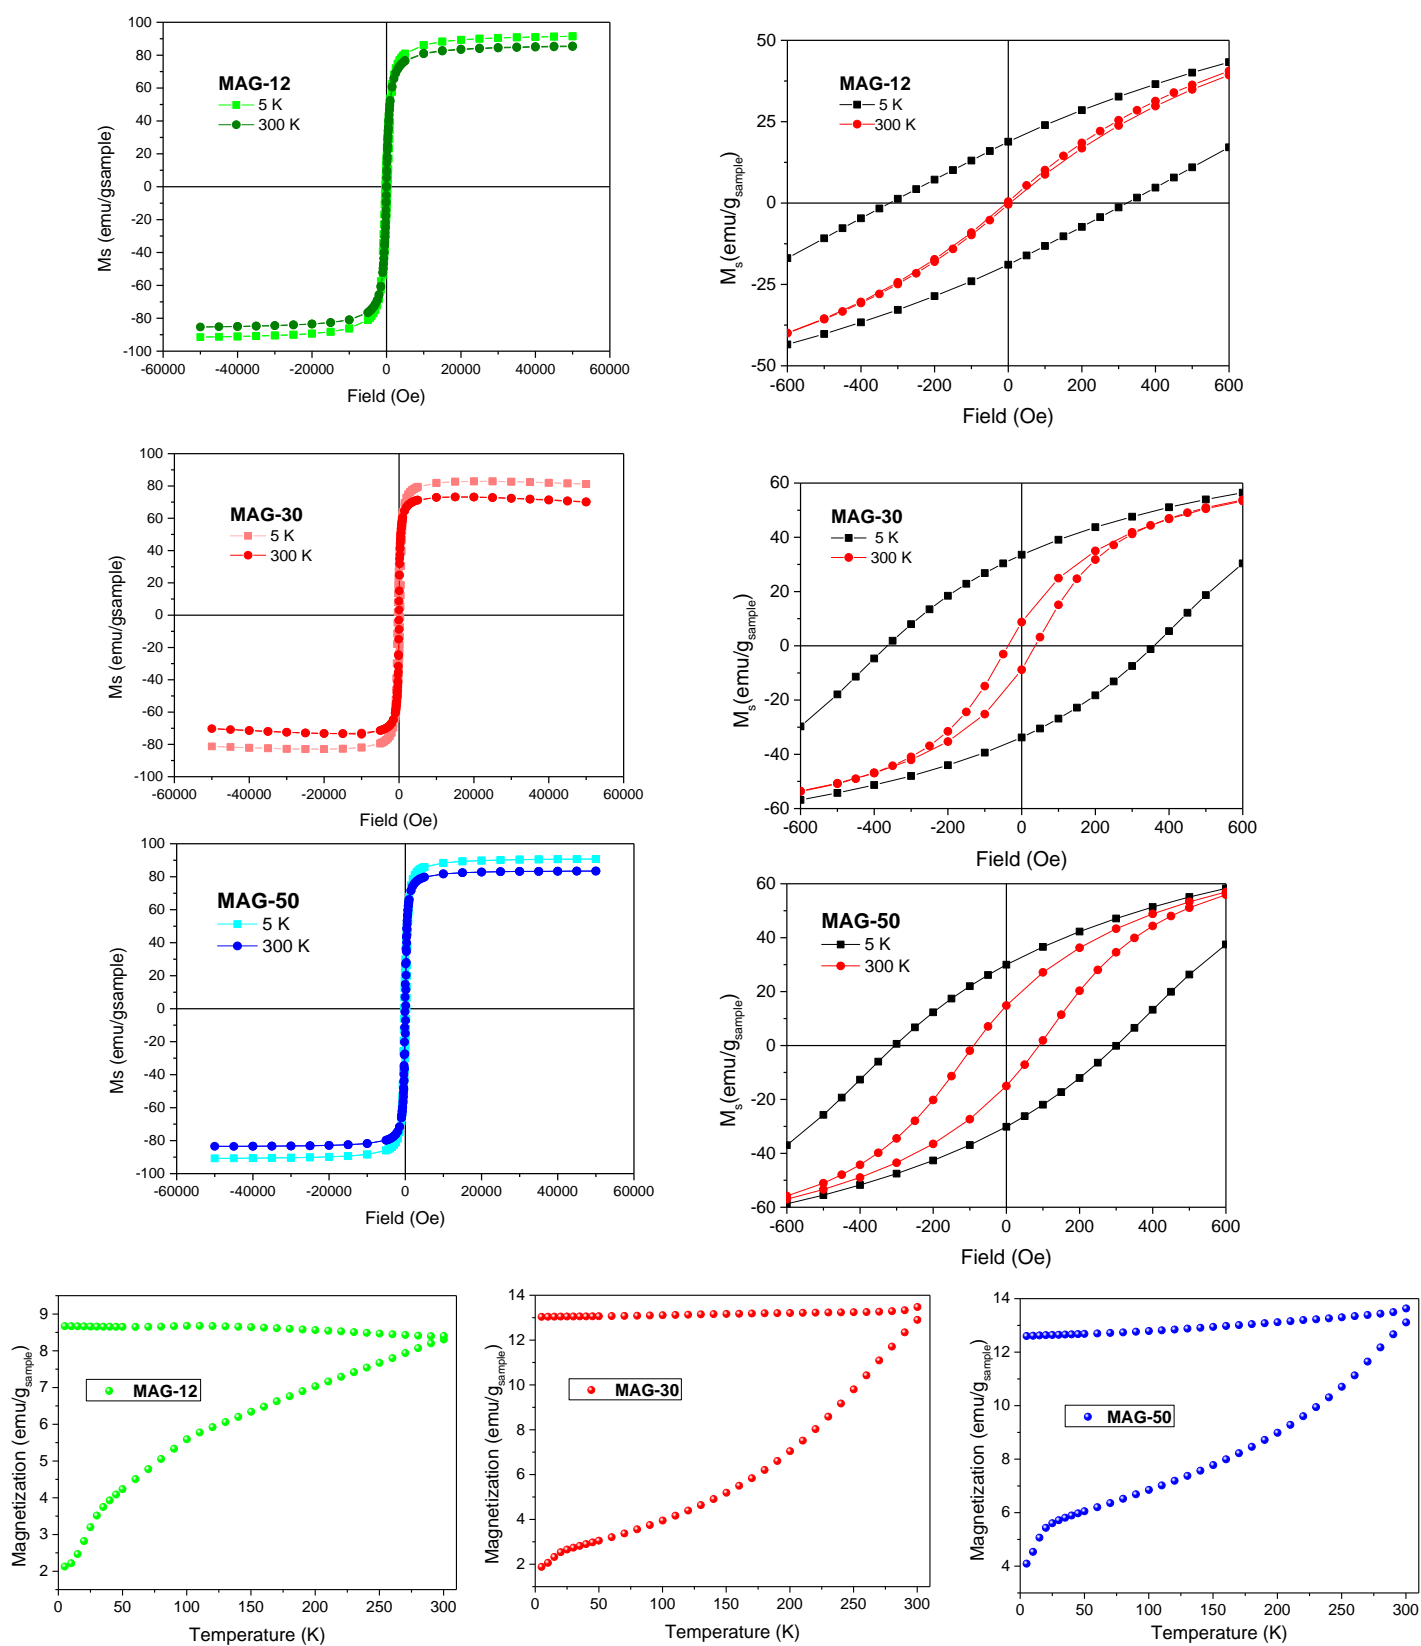 MAG-12
5 K
300 K
100
80
60
40
20
0
-20
-40
-60
-80
-100
-60000 -40000 -20000 0 20000 40000 60000
Ms (emu/gsample)
Field (Oe)
MAG-12
5 K
300 K
50
25
0
-25
-50
-600 -400 -200 0 200 400 600
Ms(emu/gsample)
Field (Oe)
MAG-30
5 K
300 K
100
80
60
40
20
0
-20
-40
-60
-80
-100
-60000 -40000 -20000 0 20000 40000 60000
Ms (emu/gsample)
Field (Oe)
MAG-30
5 K
300 K
60
40
20
0
-20
-40
-60
-600 -400 -200 0 200 400 600
Ms(emu/gsample)
Field (Oe)
MAG-50
5 K
300 K
100
80
60
40
20
0
-20
-40
-60
-80
-100
-60000 -40000 -20000 0 20000 40000 60000
Ms (emu/gsample)
Field (Oe)
MAG-50
5 K
300 K
60
40
20
0
-20
-40
-60
-600 -400 -200 0 200 400 600
Ms(emu/gsample)
Field (Oe)
MAG-12
9
8
7
6
5
4
3
2
0 50 100 150 200 250 300
Magnetization (emu/gsample)
Temperature (K)
MAG-30
14
12
10
8
6
4
2
0 50 100 150 200 250 300
Magnetization (emu/gsample)
Temperature (K)
MAG-50
14
12
10
8
6
4
0 50 100 150 200 250 300
Magnetization (emu/gsample)
Temperature (K)